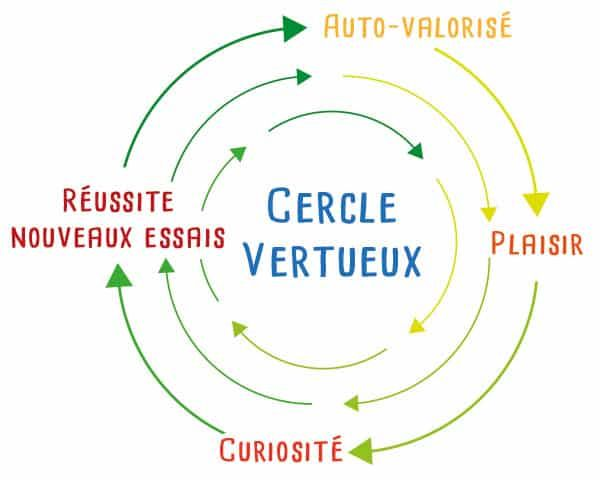 AUTO-VALORISÉ
RÉUSSITE
NOUVEAUX ESSAIS
CERCLE
VERTUEUX
PLAISIR
CURIOSITÉ